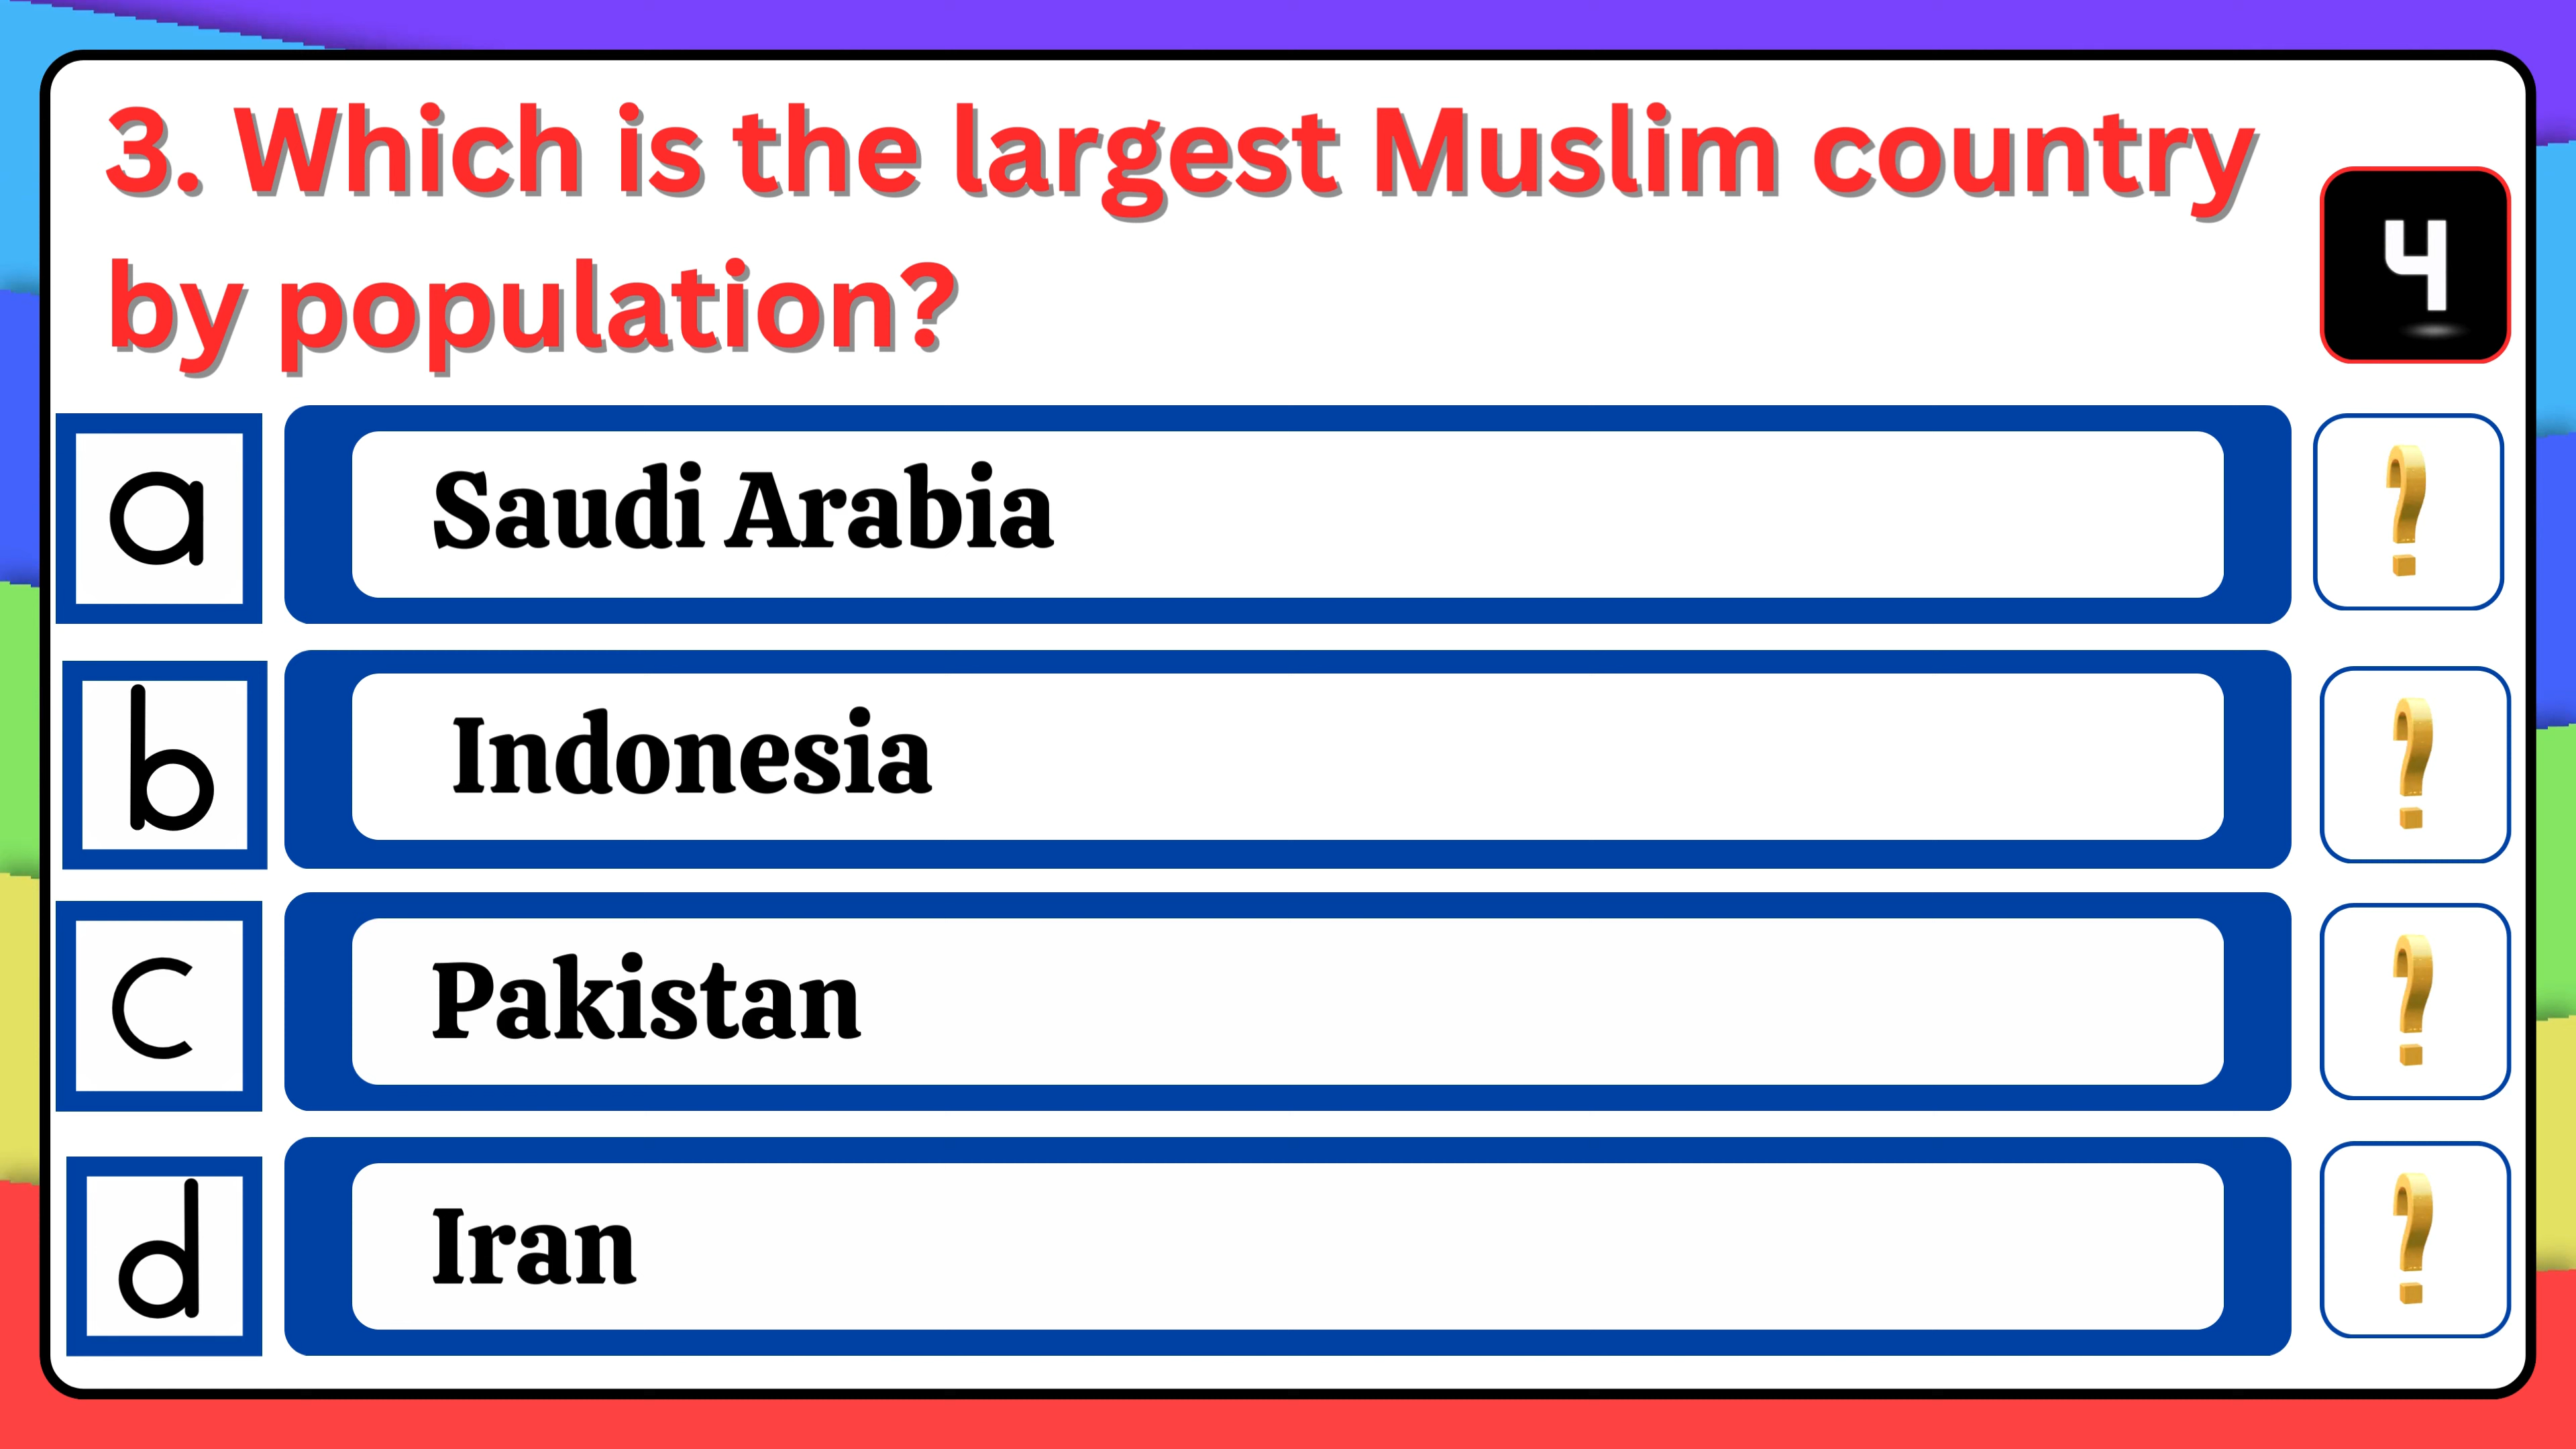 3. Which is the largest Muslim country
by population?
4
a
Saudi Arabia
?
b
Indonesia
?
c
Pakistan
?
d
Iran
?